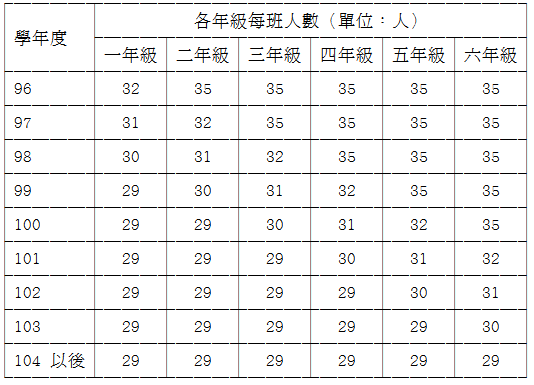 學年度 各年級每班人數（單位：人）
一年級 二年級 三年級 四年級 五年級 六年級
96 32 35 35 35 35 35
97 31 32 35 35 35 35
98 30 31 32 35 35 35
99 29 30 31 32 35 35
100 29 29 30 31 32 35
101 29 29 29 30 31 32
102 29 29 29 29 30 31
103 29 29 29 29 29 30
104 以後 29 29 29 29 29 29